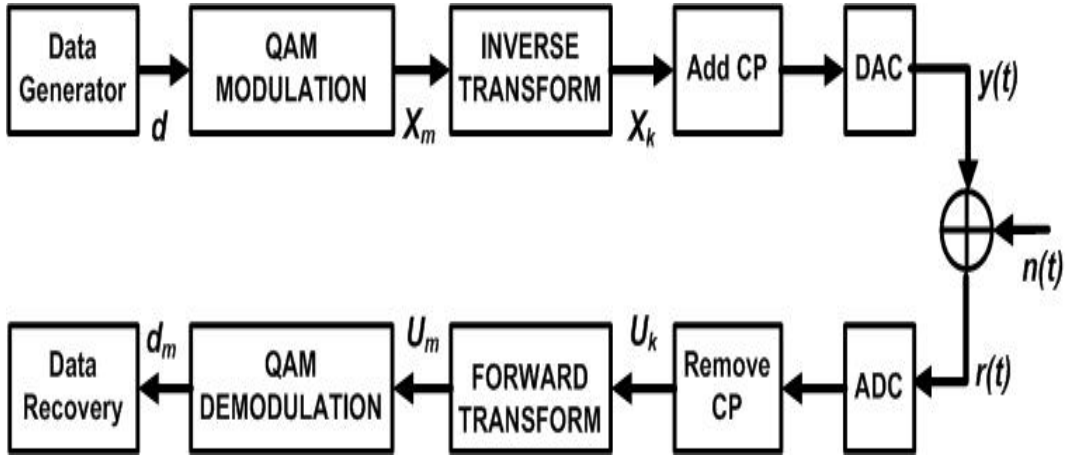 Data
Generator
d
QAM
MODULATION
X_m
INVERSE
TRANSFORM
X_k
Add CP
DAC
y(t)
n(t)
r(t)
ADC
Remove
CP
U_k
FORWARD
TRANSFORM
U_m
QAM
DEMODULATION
d_m
Data
Recovery